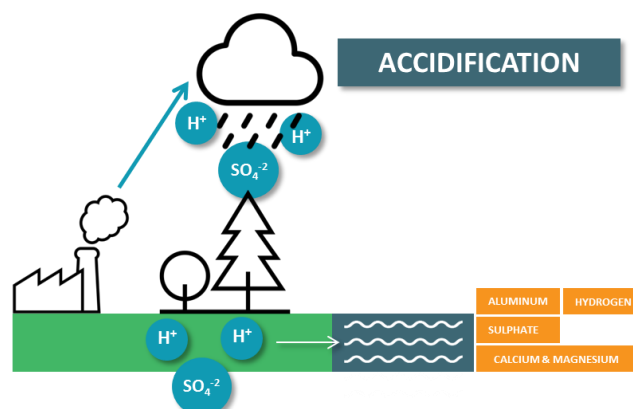 ACCIDIFICATION
H⁺
H⁺
SO₄⁻²
ALUMINUM
HYDROGEN
H⁺
H⁺
SULPHATE
CALCIUM & MAGNESIUM
SO₄⁻²